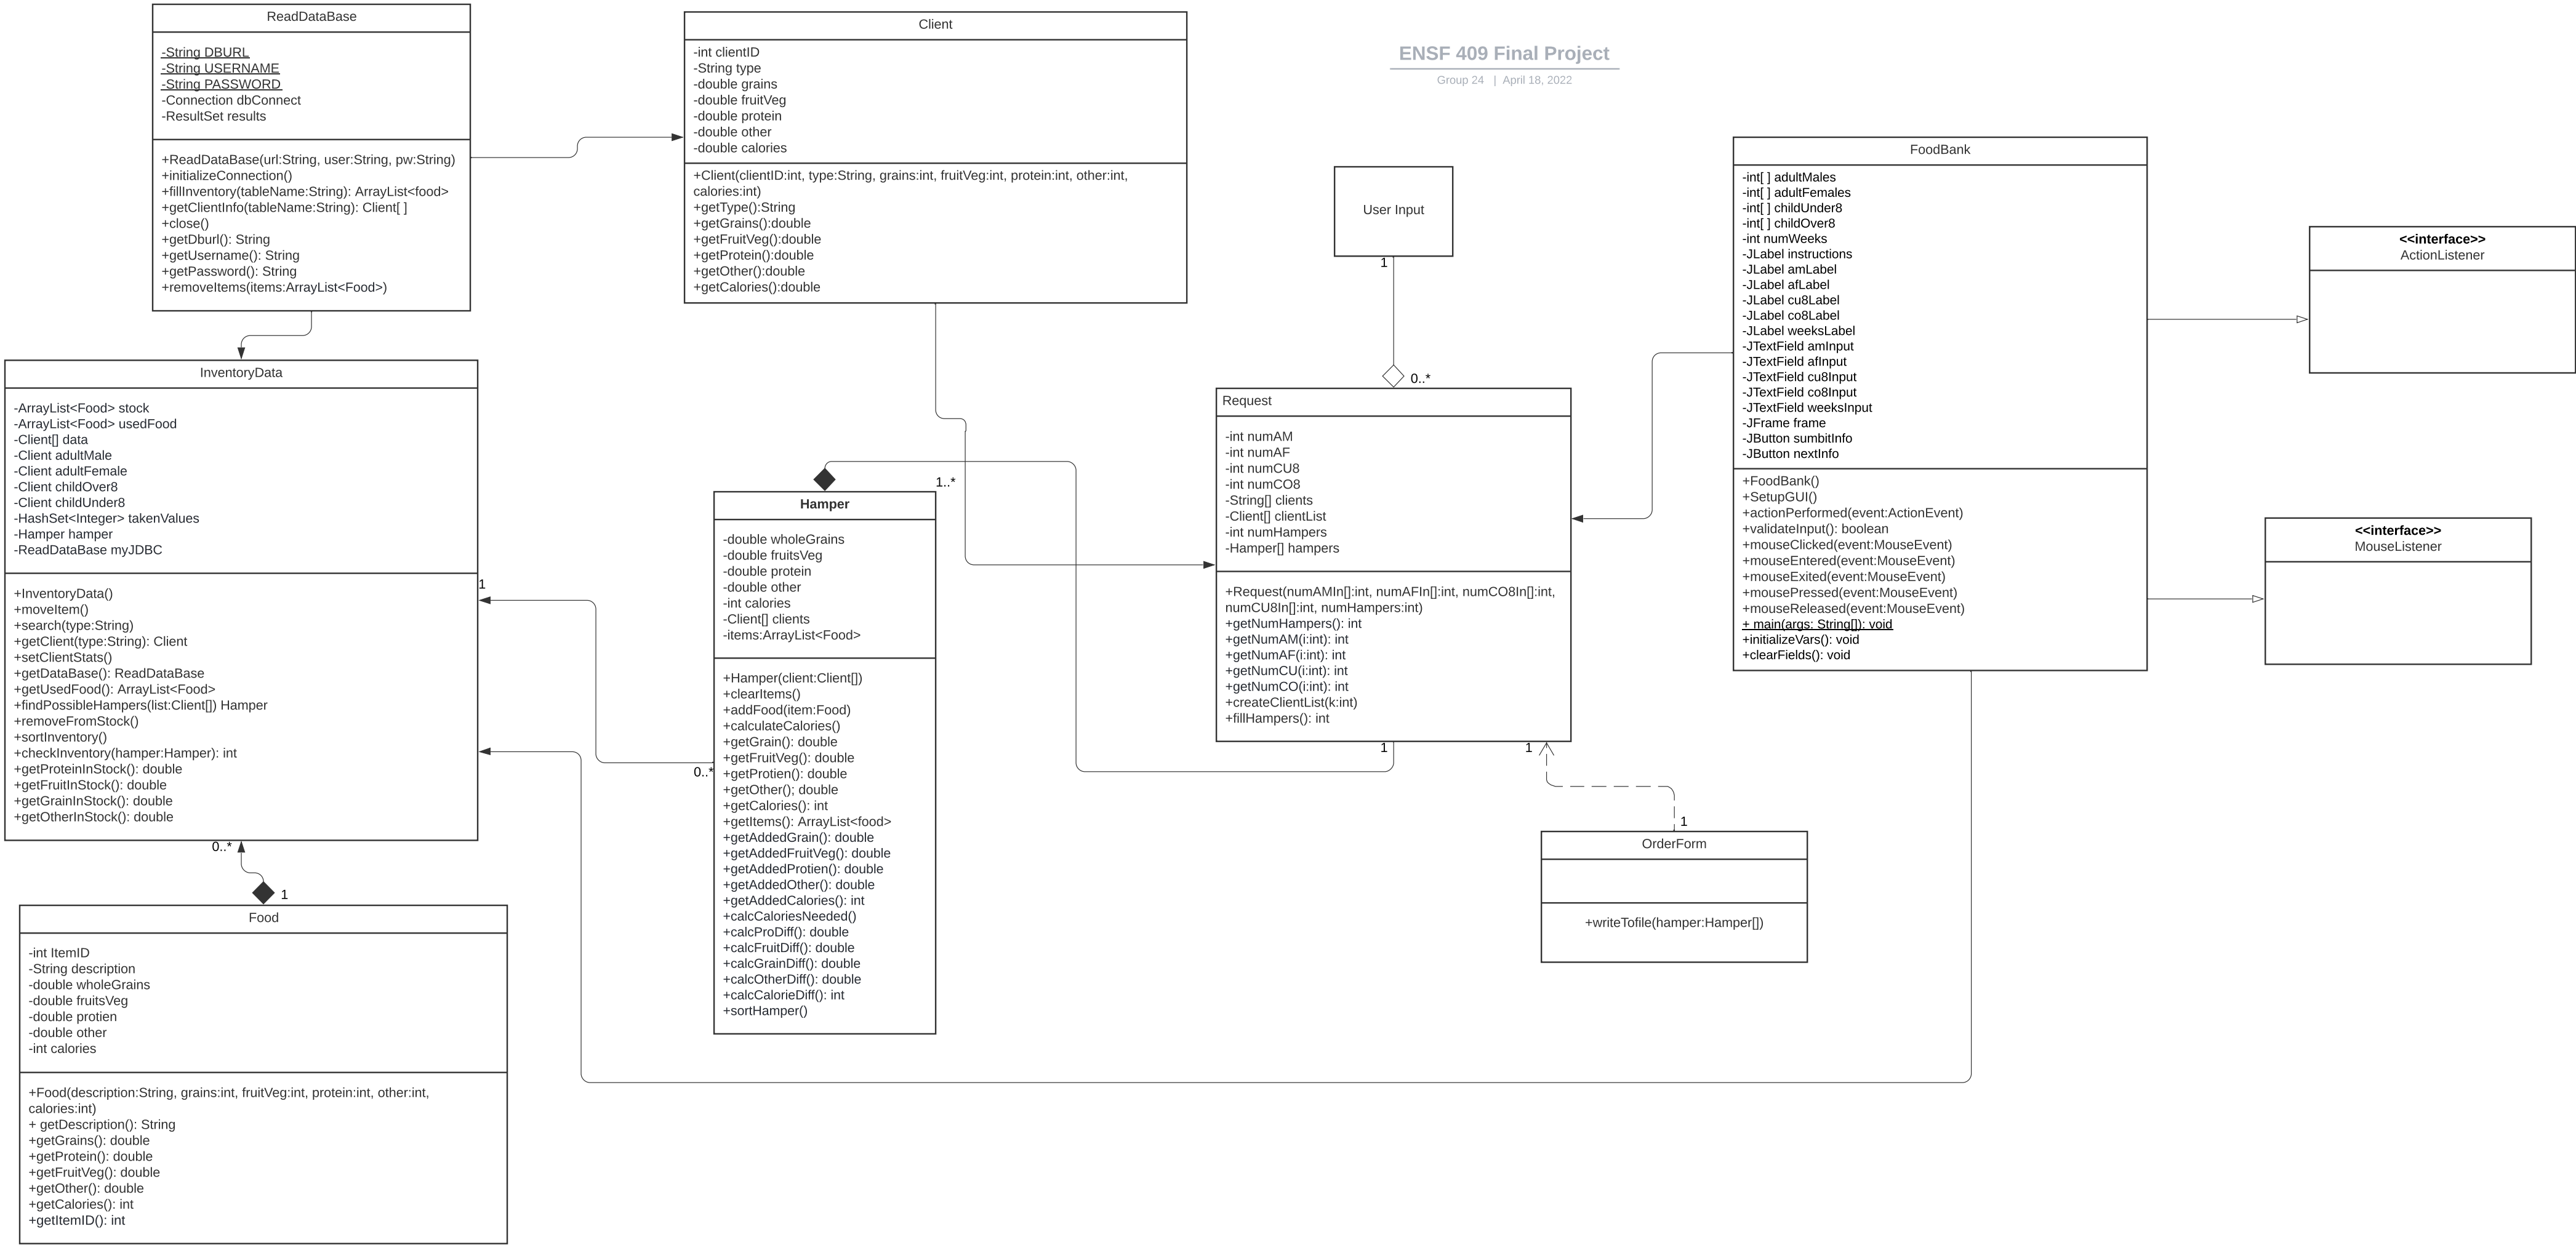 ReadDataBase
-String DBURL
-String USERNAME
-String PASSWORD
-Connection dbConnect
-ResultSet results
+ReadDataBase(url:String, user:String, pw:String)
+initializeConnection()
+fillInventory(tableName:String): ArrayList<food>
+getClientInfo(tableName:String): Client[ ]
+close()
+getDburl(): String
+getUsername(): String
+getPassword(): String
+removeItems(items:ArrayList<Food>)
Client
-int clientID
-String type
-double grains
-double fruitVeg
-double protein
-double other
-double calories
+Client(clientID:int, type:String, grains:int, fruitVeg:int, protein:int, other:int,
calories:int)
+getType():String
+getGrains():double
+getFruitVeg():double
+getProtein():double
+getOther():double
+getCalories():double
ENSF 409 Final Project
Group 24 | April 18, 2022
User Input
1
0..*
FoodBank
-int[ ] adultMales
-int[ ] adultFemales
-int[ ] childUnder8
-int[ ] childOver8
-int numWeeks
-JLabel instructions
-JLabel amLabel
-JLabel afLabel
-JLabel cu8Label
-JLabel co8Label
-JLabel weeksLabel
-JTextField amInput
-JTextField afInput
-JTextField cu8Input
-JTextField co8Input
-JTextField weeksInput
-JFrame frame
-JButton sumbitInfo
-JButton nextInfo
+FoodBank()
+SetupGUI()
+actionPerformed(event:ActionEvent)
+validateInput(): boolean
+mouseClicked(event:MouseEvent)
+mouseEntered(event:MouseEvent)
+mouseExited(event:MouseEvent)
+mousePressed(event:MouseEvent)
+mouseReleased(event:MouseEvent)
+ main(args: String[]): void
+initializeVars(): void
+clearFields(): void
<<interface>>
ActionListener
<<interface>>
MouseListener
InventoryData
-ArrayList<Food> stock
-ArrayList<Food> usedFood
-Client[] data
-Client adultMale
-Client adultFemale
-Client childOver8
-Client childUnder8
-HashSet<Integer> takenValues
-Hamper hamper
-ReadDataBase myJDBC
+InventoryData()
+moveItem()
+search(type:String)
+getClient(type:String): Client
+setClientStats()
+getDataBase(): ReadDataBase
+getUsedFood(): ArrayList<Food>
+findPossibleHampers(list:Client[]) Hamper
+removeFromStock()
+sortInventory()
+checkInventory(hamper:Hamper): int
+getProteinInStock(): double
+getFruitInStock(): double
+getGrainInStock(): double
+getOtherInStock(): double
1
0..*
1..*
Hamper
-double wholeGrains
-double fruitsVeg
-double protein
-double other
-int calories
-Client[] clients
-items:ArrayList<Food>
+Hamper(client:Client[])
+clearItems()
+addFood(item:Food)
+calculateCalories()
+getGrain(): double
+getFruitVeg(): double
+getProtien(): double
+getOther(); double
+getCalories(): int
+getItems(): ArrayList<food>
+getAddedGrain(): double
+getAddedFruitVeg(): double
+getAddedProtien(): double
+getAddedOther(): double
+getAddedCalories(): int
+calcCaloriesNeeded()
+calcProDiff(): double
+calcFruitDiff(): double
+calcGrainDiff(): double
+calcOtherDiff(): double
+calcCalorieDiff(): int
+sortHamper()
Request
-int numAM
-int numAF
-int numCU8
-int numCO8
-String[] clients
-Client[] clientList
-int numHampers
-Hamper[] hampers
+Request(numAMIn[]:int, numAFIn[]:int, numCO8In[]:int,
numCU8In[]:int, numHampers:int)
+getNumHampers(): int
+getNumAM(i:int): int
+getNumAF(i:int): int
+getNumCU(i:int): int
+getNumCO(i:int): int
+createClientList(k:int)
+fillHampers(): int
1
1
1
OrderForm
+writeTofile(hamper:Hamper[])
0..*
1
Food
-int ItemID
-String description
-double wholeGrains
-double fruitsVeg
-double protien
-double other
-int calories
+Food(description:String, grains:int, fruitVeg:int, protein:int, other:int,
calories:int)
+ getDescription(): String
+getGrains(): double
+getProtein(): double
+getFruitVeg(): double
+getOther(): double
+getCalories(): int
+getItemID(): int